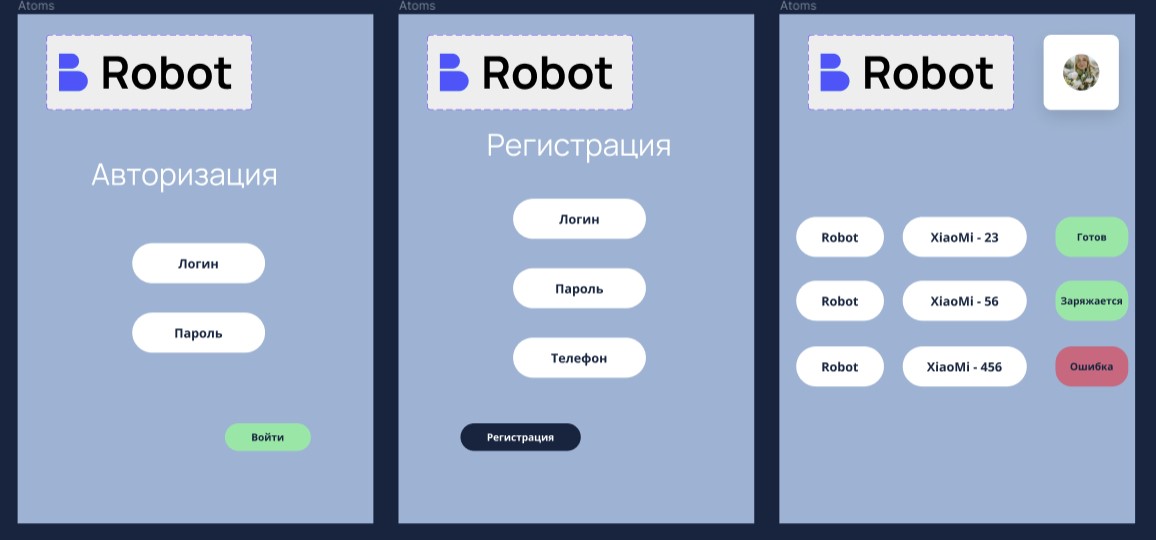 Atoms
Robot
Авторизация
Логин
Пароль
Войти
Atoms
Robot
Регистрация
Логин
Пароль
Телефон
Регистрация
Atoms
Robot
Robot XiaoMi - 23 Готов
Robot XiaoMi - 56 Заряжается
Robot XiaoMi - 456 Ошибка